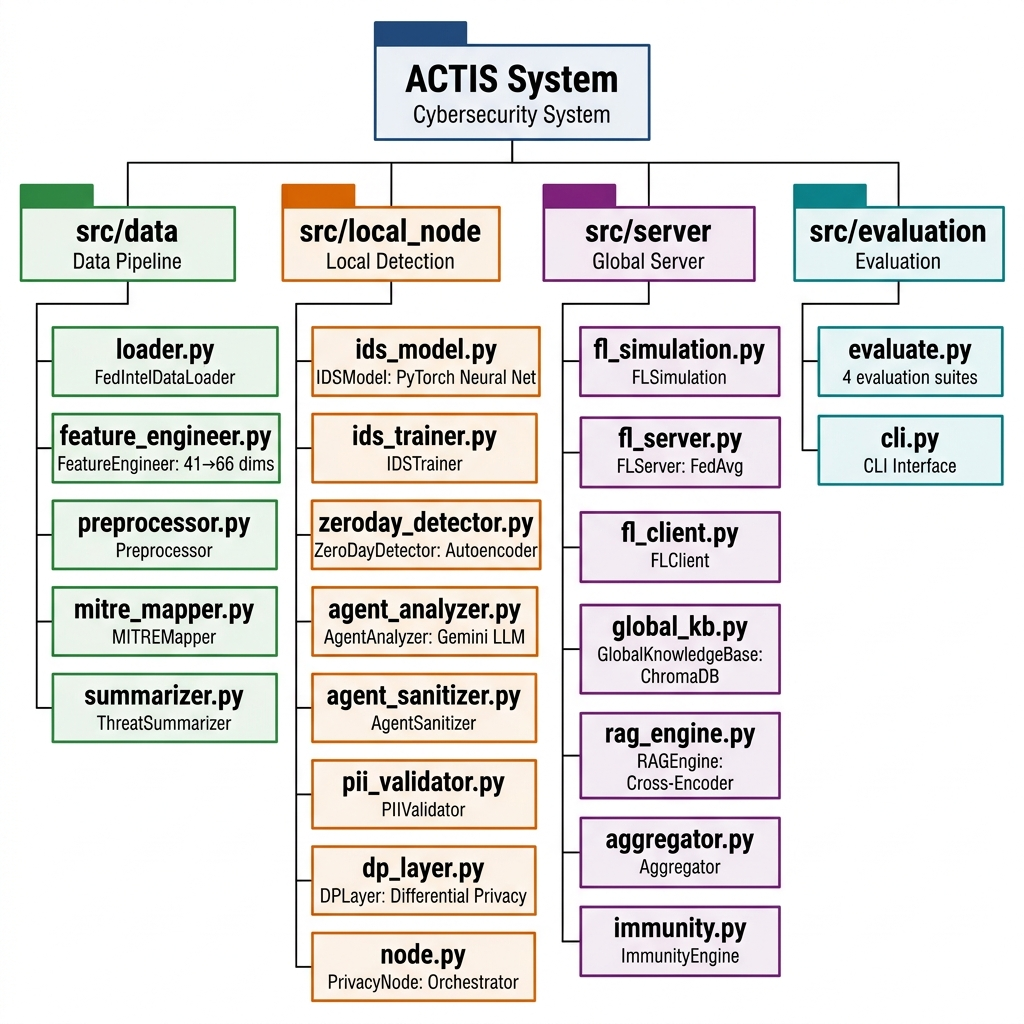 ACTIS System
Cybersecurity System
src/data
Data Pipeline
loader.py
FedIntelDataLoader
feature_engineer.py
FeatureEngineer: 41→66 dims
preprocessor.py
Preprocessor
mitre_mapper.py
MITREMapper
summarizer.py
ThreatSummarizer
src/local_node
Local Detection
ids_model.py
IDSModel: PyTorch Neural Net
ids_trainer.py
IDSTrainer
zeroday_detector.py
ZeroDayDetector: Autoencoder
agent_analyzer.py
AgentAnalyzer: Gemini LLM
agent_sanitizer.py
AgentSanitizer
pii_validator.py
PIIValidator
dp_layer.py
DPLayer: Differential Privacy
node.py
PrivacyNode: Orchestrator
src/server
Global Server
fl_simulation.py
FLSimulation
fl_server.py
FLServer: FedAvg
fl_client.py
FLClient
global_kb.py
GlobalKnowledgeBase:
ChromaDB
rag_engine.py
RAGEngine:
Cross-Encoder
aggregator.py
Aggregator
immunity.py
ImmunityEngine
src/evaluation
Evaluation
evaluate.py
4 evaluation suites
cli.py
CLI Interface